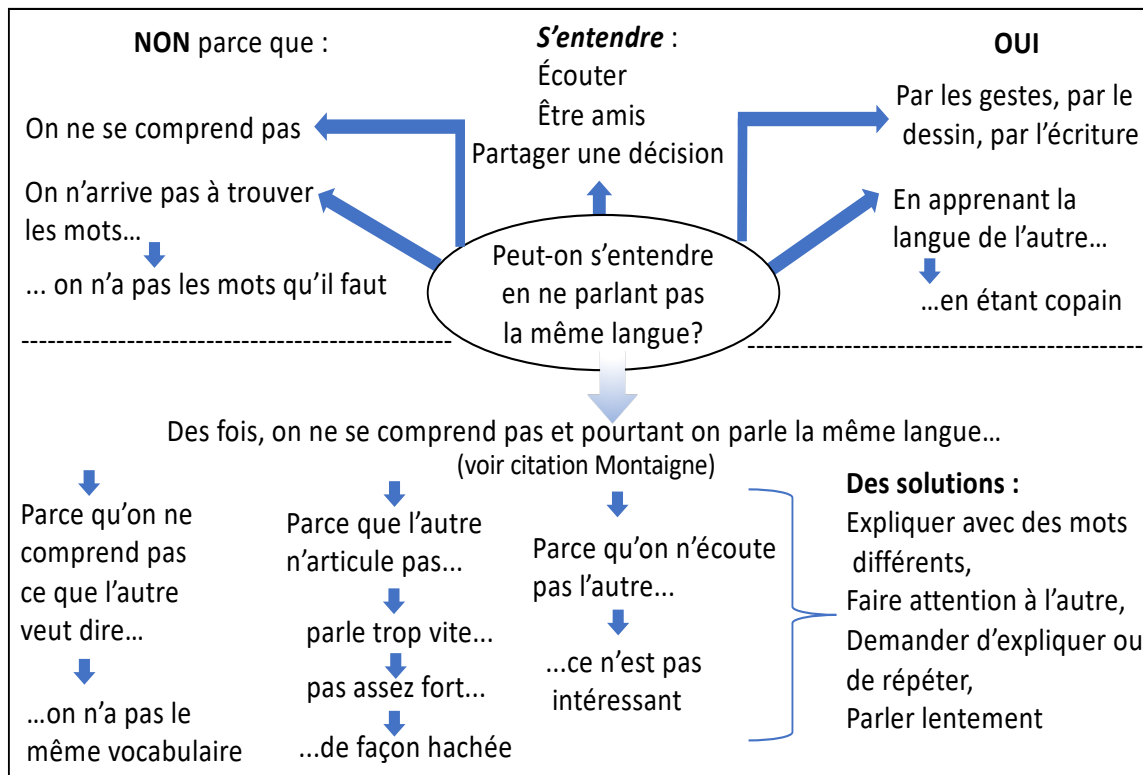 NON parce que :
On ne se comprend pas
On n’arrive pas à trouver
les mots…
... on n’a pas les mots qu’il faut
S’entendre :
Écouter
Être amis
Partager une décision
OUI
Par les gestes, par le
dessin, par l’écriture
En apprenant la
langue de l’autre…
…en étant copain
Peut-on s’entendre
en ne parlant pas
la même langue?
Des fois, on ne se comprend pas et pourtant on parle la même langue…
(voir citation Montaigne)
Parce qu’on ne
comprend pas
ce que l’autre
veut dire…
…on n’a pas le
même vocabulaire
Parce que l’autre
n’articule pas...
parle trop vite...
pas assez fort...
...de façon hachée
Parce qu’on n’écoute
pas l’autre...
...ce n’est pas
intéressant
Des solutions :
Expliquer avec des mots
différents,
Faire attention à l’autre,
Demander d’expliquer ou
de répéter,
Parler lentement